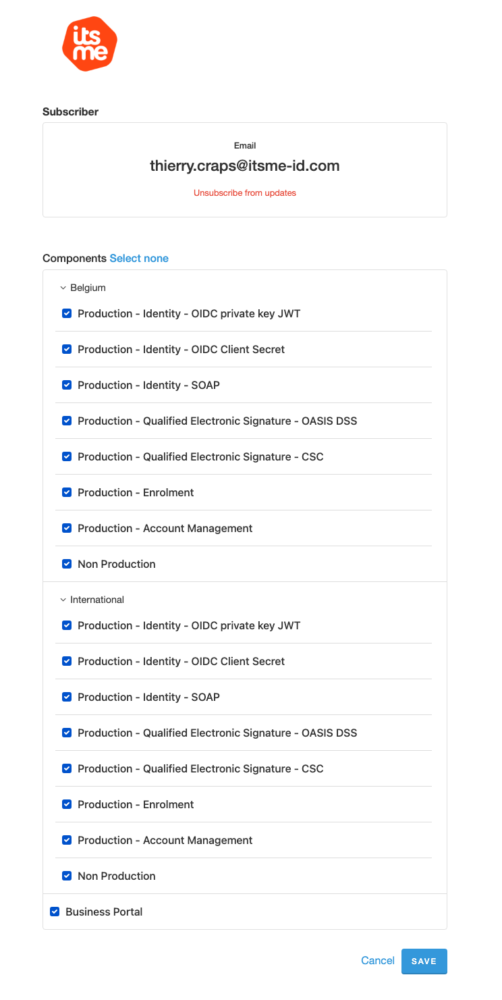 its
me
Subscriber
Email
thierry.craps@itsme-id.com
Unsubscribe from updates
Components Select none
Belgium
Production - Identity - OIDC private key JWT
Production - Identity - OIDC Client Secret
Production - Identity - SOAP
Production - Qualified Electronic Signature - OASIS DSS
Production - Qualified Electronic Signature - CSC
Production - Enrolment
Production - Account Management
Non Production
International
Production - Identity - OIDC private key JWT
Production - Identity - OIDC Client Secret
Production - Identity - SOAP
Production - Qualified Electronic Signature - OASIS DSS
Production - Qualified Electronic Signature - CSC
Production - Enrolment
Production - Account Management
Non Production
Business Portal
Cancel SAVE